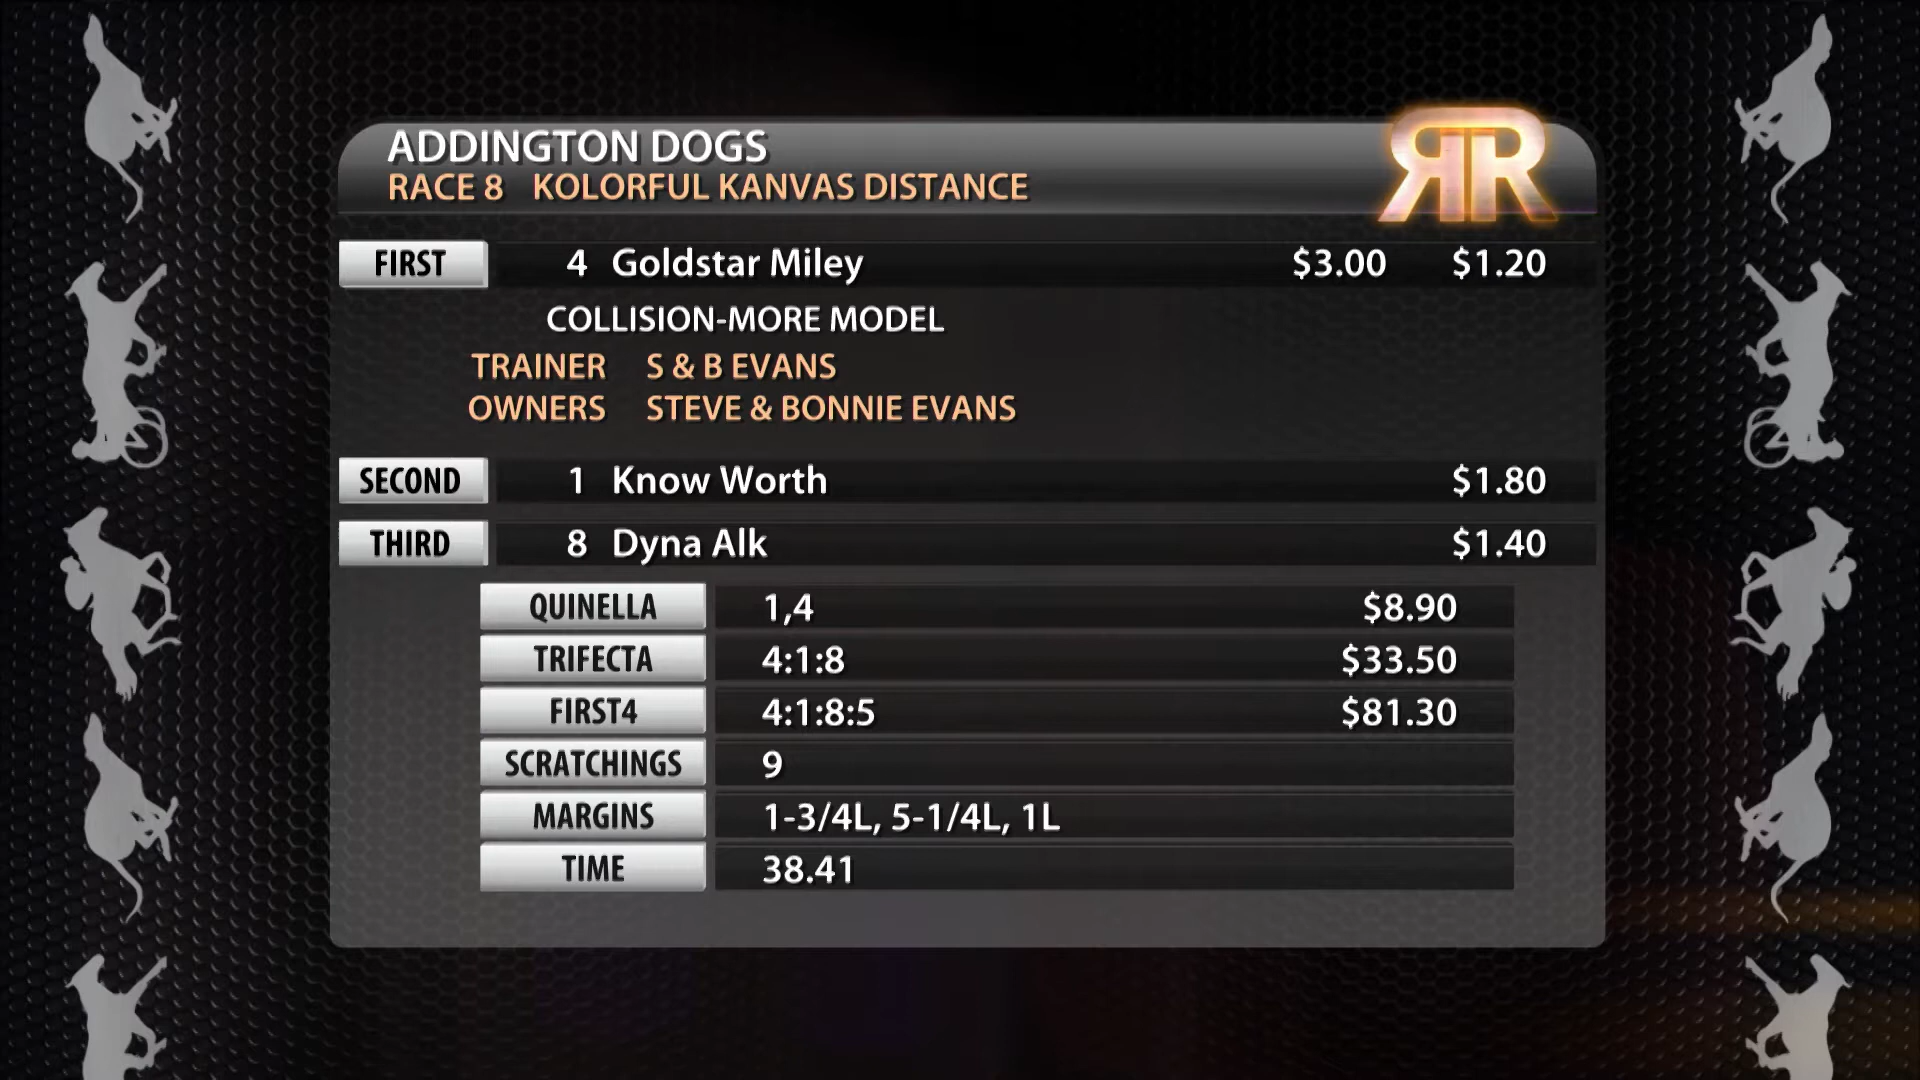 ADDINGTON DOGS
RACE 8 KOLORFUL KANVAS DISTANCE
RR
FIRST 4 Goldstar Miley $3.00 $1.20
COLLISION-MORE MODEL
TRAINER S & B EVANS
OWNERS STEVE & BONNIE EVANS
SECOND 1 Know Worth $1.80
THIRD 8 Dyna Alk $1.40
QUINELLA 1,4 $8.90
TRIFECTA 4:1:8 $33.50
FIRST4 4:1:8:5 $81.30
SCRATCHINGS 9
MARGINS 1-3/4L, 5-1/4L, 1L
TIME 38.41